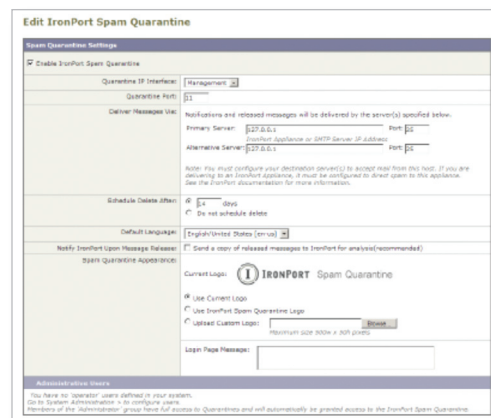 Edit IronPort Spam Quarantine
Spam Quarantine Settings
Enable IronPort Spam Quarantine
Quarantine IP Interface: Management
Quarantine Port:
Deliver Messages Via: Notifications and released messages will be delivered by the server(s) specified below.
Primary Server: 127.0.0.1 Port: 25
IronPort Appliance or SMTP Server IP Address
Alternative Server: 127.0.0.1 Port: 25
Note: You must configure your destination server(s) to accept mail from this host. If you are
delivering to an IronPort Appliance, it must be configured to direct spam to this appliance.
See the IronPort documentation for more information.
Schedule Delete After: 14 days
Do not schedule delete
Default Language: English/United States [en-us]
Notify IronPort Upon Message Release: Send a copy of released messages to IronPort for analysis(recommended)
Spam Quarantine Appearance:
Current Logo: IRONPORT Spam Quarantine
Use Current Logo
Use IronPort Spam Quarantine Logo
Upload Custom Logo: Browse
Maximum size 500w x 50h pixels
Login Page Message:
Administrative Users
You have no 'operator' users defined in your system.
Go to System Administration > to configure users.
Members of the 'Administrator' group have full access to Quarantines and will automatically be granted access to the IronPort Spam Quarantine